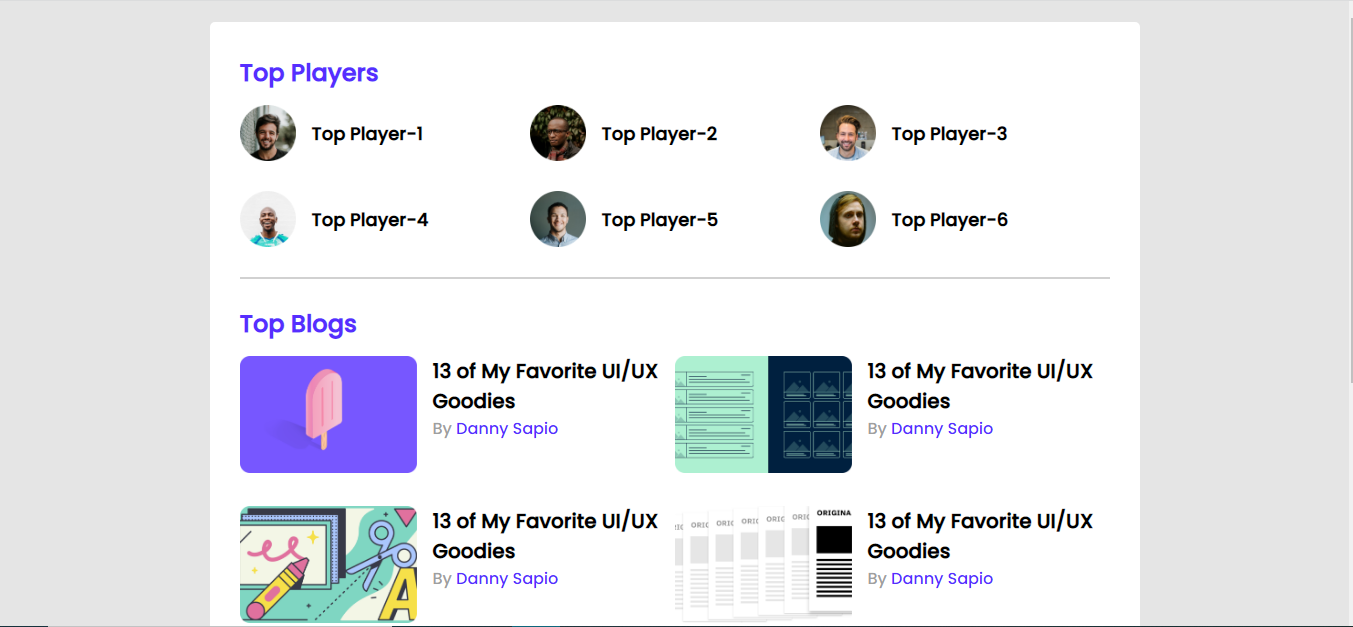 Top Players
Top Player-1
Top Player-2
Top Player-3
Top Player-4
Top Player-5
Top Player-6
Top Blogs
13 of My Favorite UI/UX
Goodies
By Danny Sapio
13 of My Favorite UI/UX
Goodies
By Danny Sapio
13 of My Favorite UI/UX
Goodies
By Danny Sapio
ORIGINA
13 of My Favorite UI/UX
Goodies
By Danny Sapio